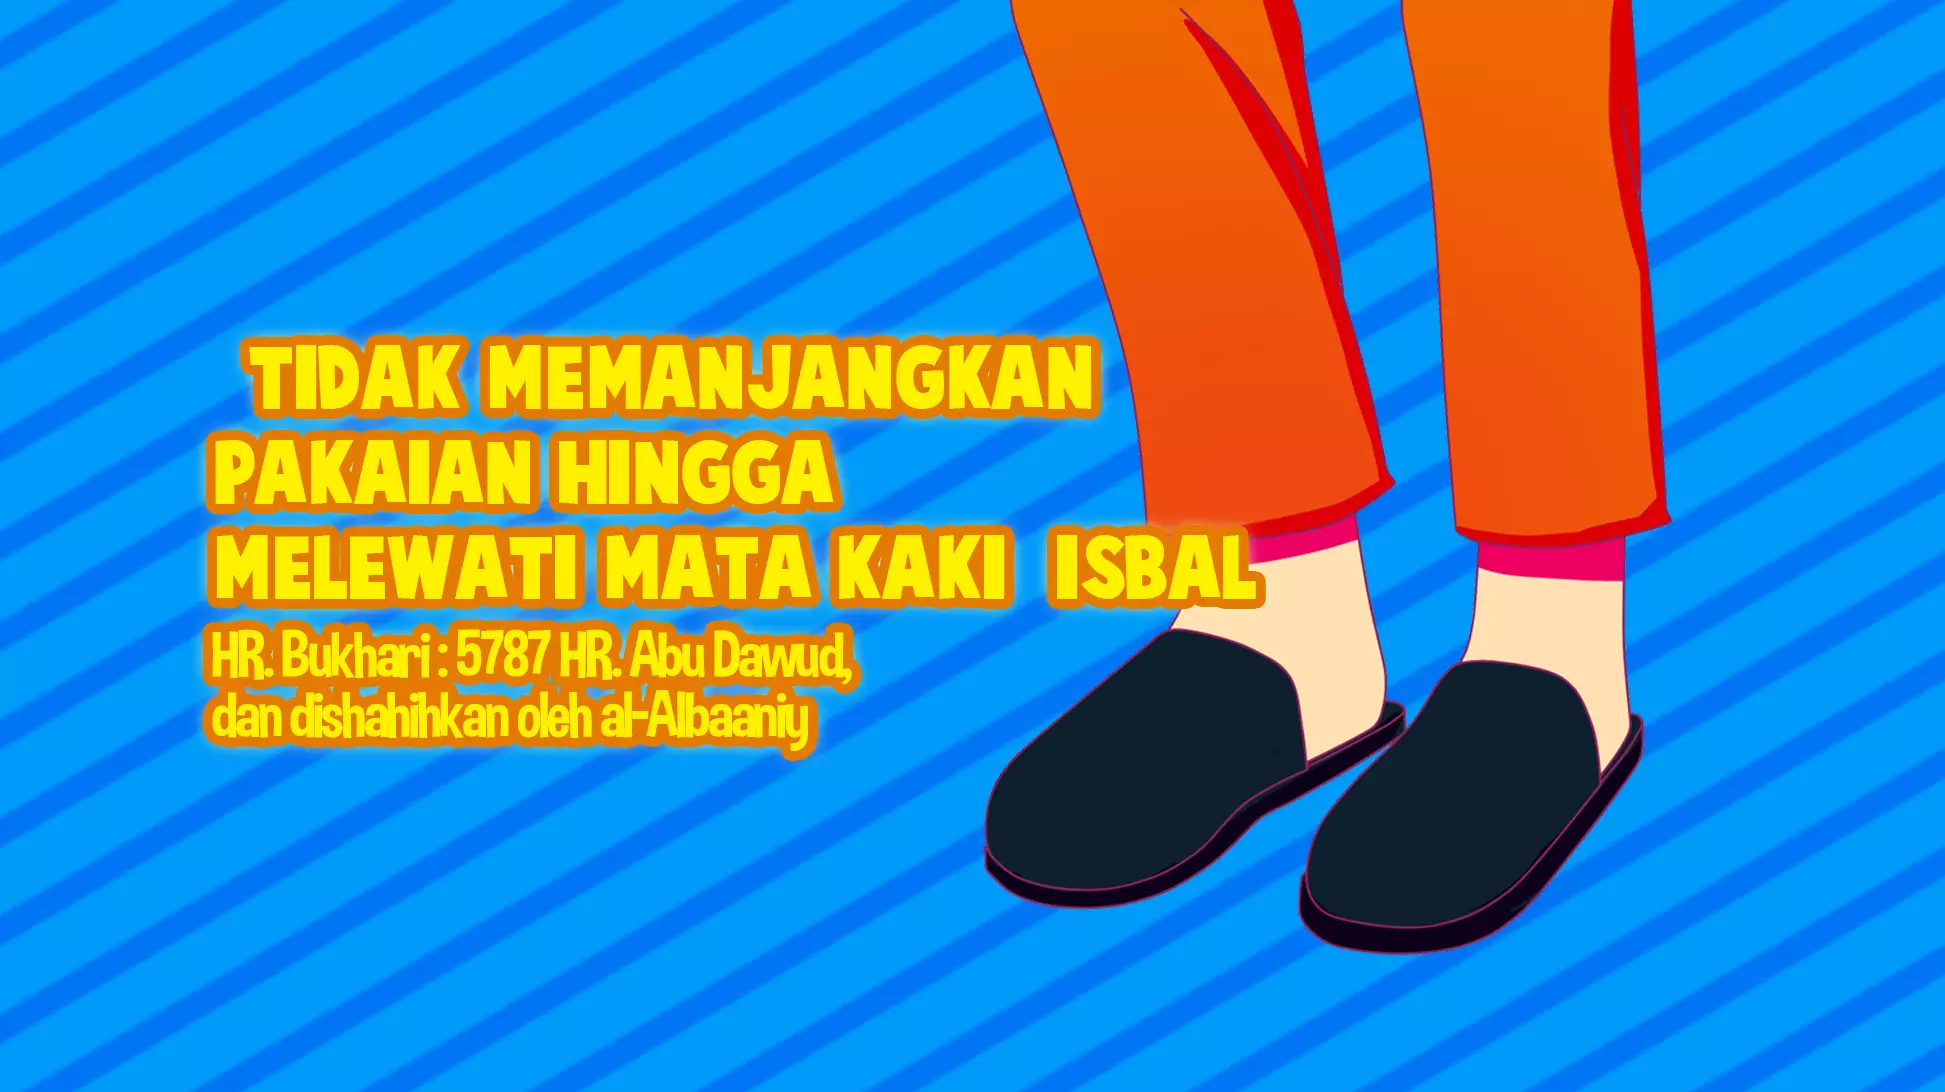 TIDAK MEMANJANGKAN
PAKAIAN HINGGA
MELEWATI MATA KAKI ISBAL
HR. Bukhari : 5787 HR. Abu Dawud,
dan dishahihkan oleh al-Albaaniy